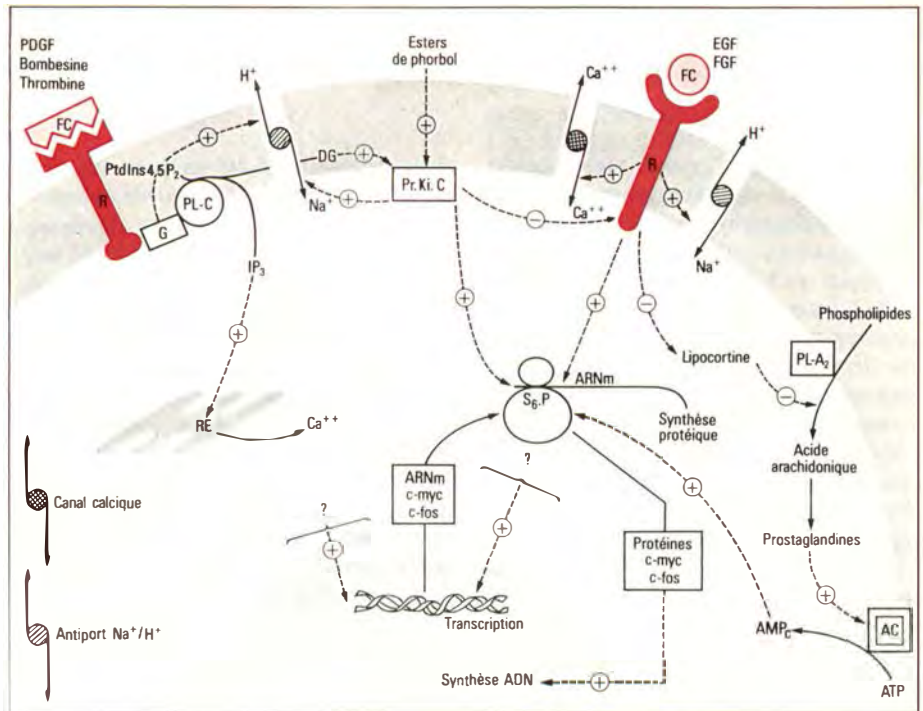 PDGF
Bombesine
Thrombine
FC
R
PtdIns4,5P₂
PL-C
G
IP₃
RE
Ca⁺⁺
H⁺
Na⁺
DG
Esters
de phorbol
Pr.Ki.C
Ca⁺⁺
Ca⁺⁺
EGF
FGF
FC
R
H⁺
Na⁺
Phospholipides
PL-A₂
Lipocortine
Acide
arachidonique
Prostaglandines
AC
ATP
AMPc
ARNm
S₆.P
Synthèse
protéique
?
?
ARNm
c-myc
c-fos
Protéines
c-myc
c-fos
Transcription
Synthèse ADN
Canal calcique
Antiport Na⁺/H⁺